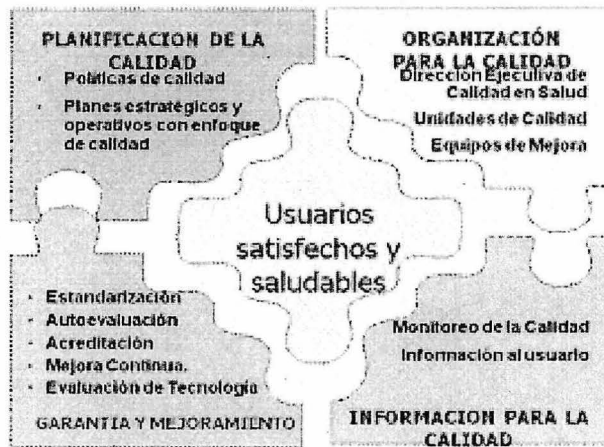 PLANIFICACION DE LA
CALIDAD
· Políticas de calidad
· Planes estratégicos y
operativos con enfoque
de calidad
ORGANIZACIÓN
PARA LA CALIDAD
Dirección Ejecutiva de
Calidad en Salud
Unidades de Calidad
Equipos de Mejora
Usuarios
satisfechos y
saludables
· Estandarización
· Autoevaluación
· Acreditación
· Mejora Continua.
· Evaluación de Tecnología
GARANTIA Y MEJORAMIENTO
Monitoreo de la Calidad
Información al usuario
INFORMACION PARA LA
CALIDAD